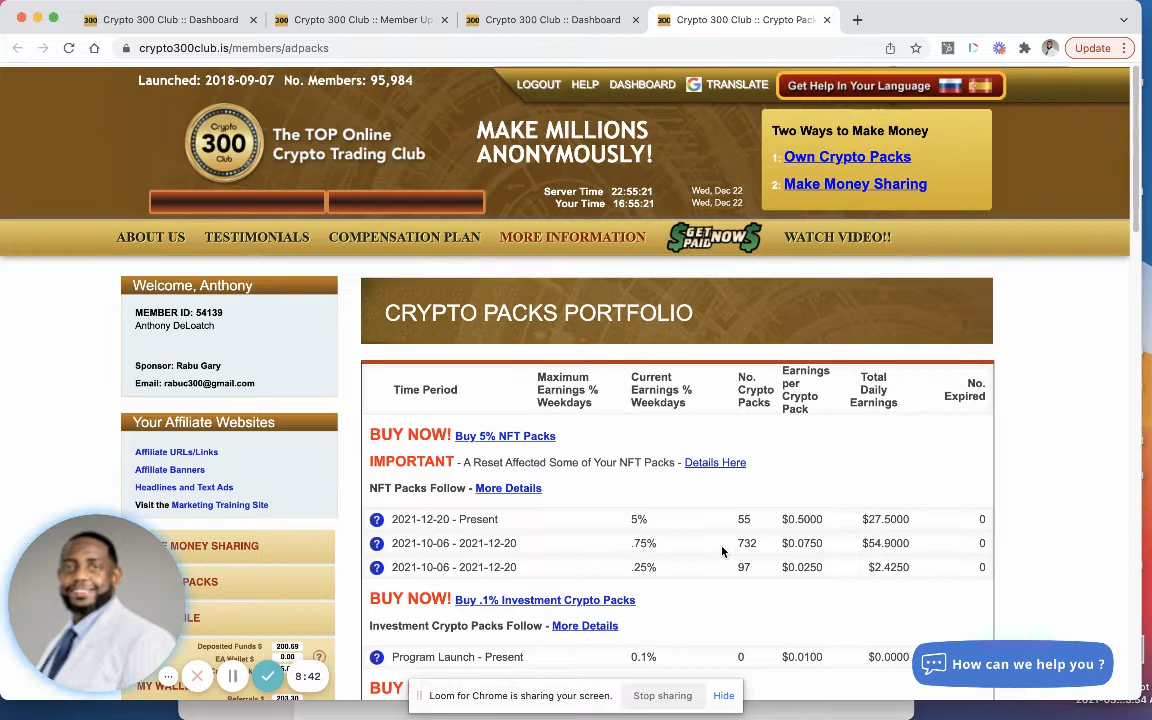 Crypto 300 Club :: Dashboard
Crypto 300 Club :: Member Up
Crypto 300 Club :: Dashboard
Crypto 300 Club :: Crypto Pack
crypto300club.is/members/adpacks
Update
Launched: 2018-09-07 No. Members: 95,984
LOGOUT HELP DASHBOARD TRANSLATE
Get Help In Your Language
Crypto
300
Club
The TOP Online
Crypto Trading Club
MAKE MILLIONS
ANONYMOUSLY!
Two Ways to Make Money
1: Own Crypto Packs
2: Make Money Sharing
Server Time 22:55:21 Wed, Dec 22
Your Time 16:55:21 Wed, Dec 22
ABOUT US TESTIMONIALS COMPENSATION PLAN MORE INFORMATION GET PAID NOW WATCH VIDEO!!
Welcome, Anthony
MEMBER ID: 54139
Anthony DeLoatch
Sponsor: Rabu Gary
Email: rabuc300@gmail.com
Your Affiliate Websites
Affiliate URLs/Links
Affiliate Banners
Headlines and Text Ads
Visit the Marketing Training Site
MONEY SHARING
PACKS
Deposited Funds $ 200.69
EA Wallet $ 0.00
MY WALL
Referrals $ 203.30
8:42
CRYPTO PACKS PORTFOLIO
Time Period
Maximum Earnings % Weekdays
Current Earnings % Weekdays
No. Crypto Packs
Earnings per Crypto Pack
Total Daily Earnings
No. Expired
BUY NOW! Buy 5% NFT Packs
IMPORTANT - A Reset Affected Some of Your NFT Packs - Details Here
NFT Packs Follow - More Details
2021-12-20 - Present 5% 55 $0.5000 $27.5000 0
2021-10-06 - 2021-12-20 .75% 732 $0.0750 $54.9000 0
2021-10-06 - 2021-12-20 .25% 97 $0.0250 $2.4250 0
BUY NOW! Buy .1% Investment Crypto Packs
Investment Crypto Packs Follow - More Details
Program Launch - Present 0.1% 0 $0.0100 $0.0000 0
BUY
How can we help you ?
Loom for Chrome is sharing your screen. Stop sharing Hide